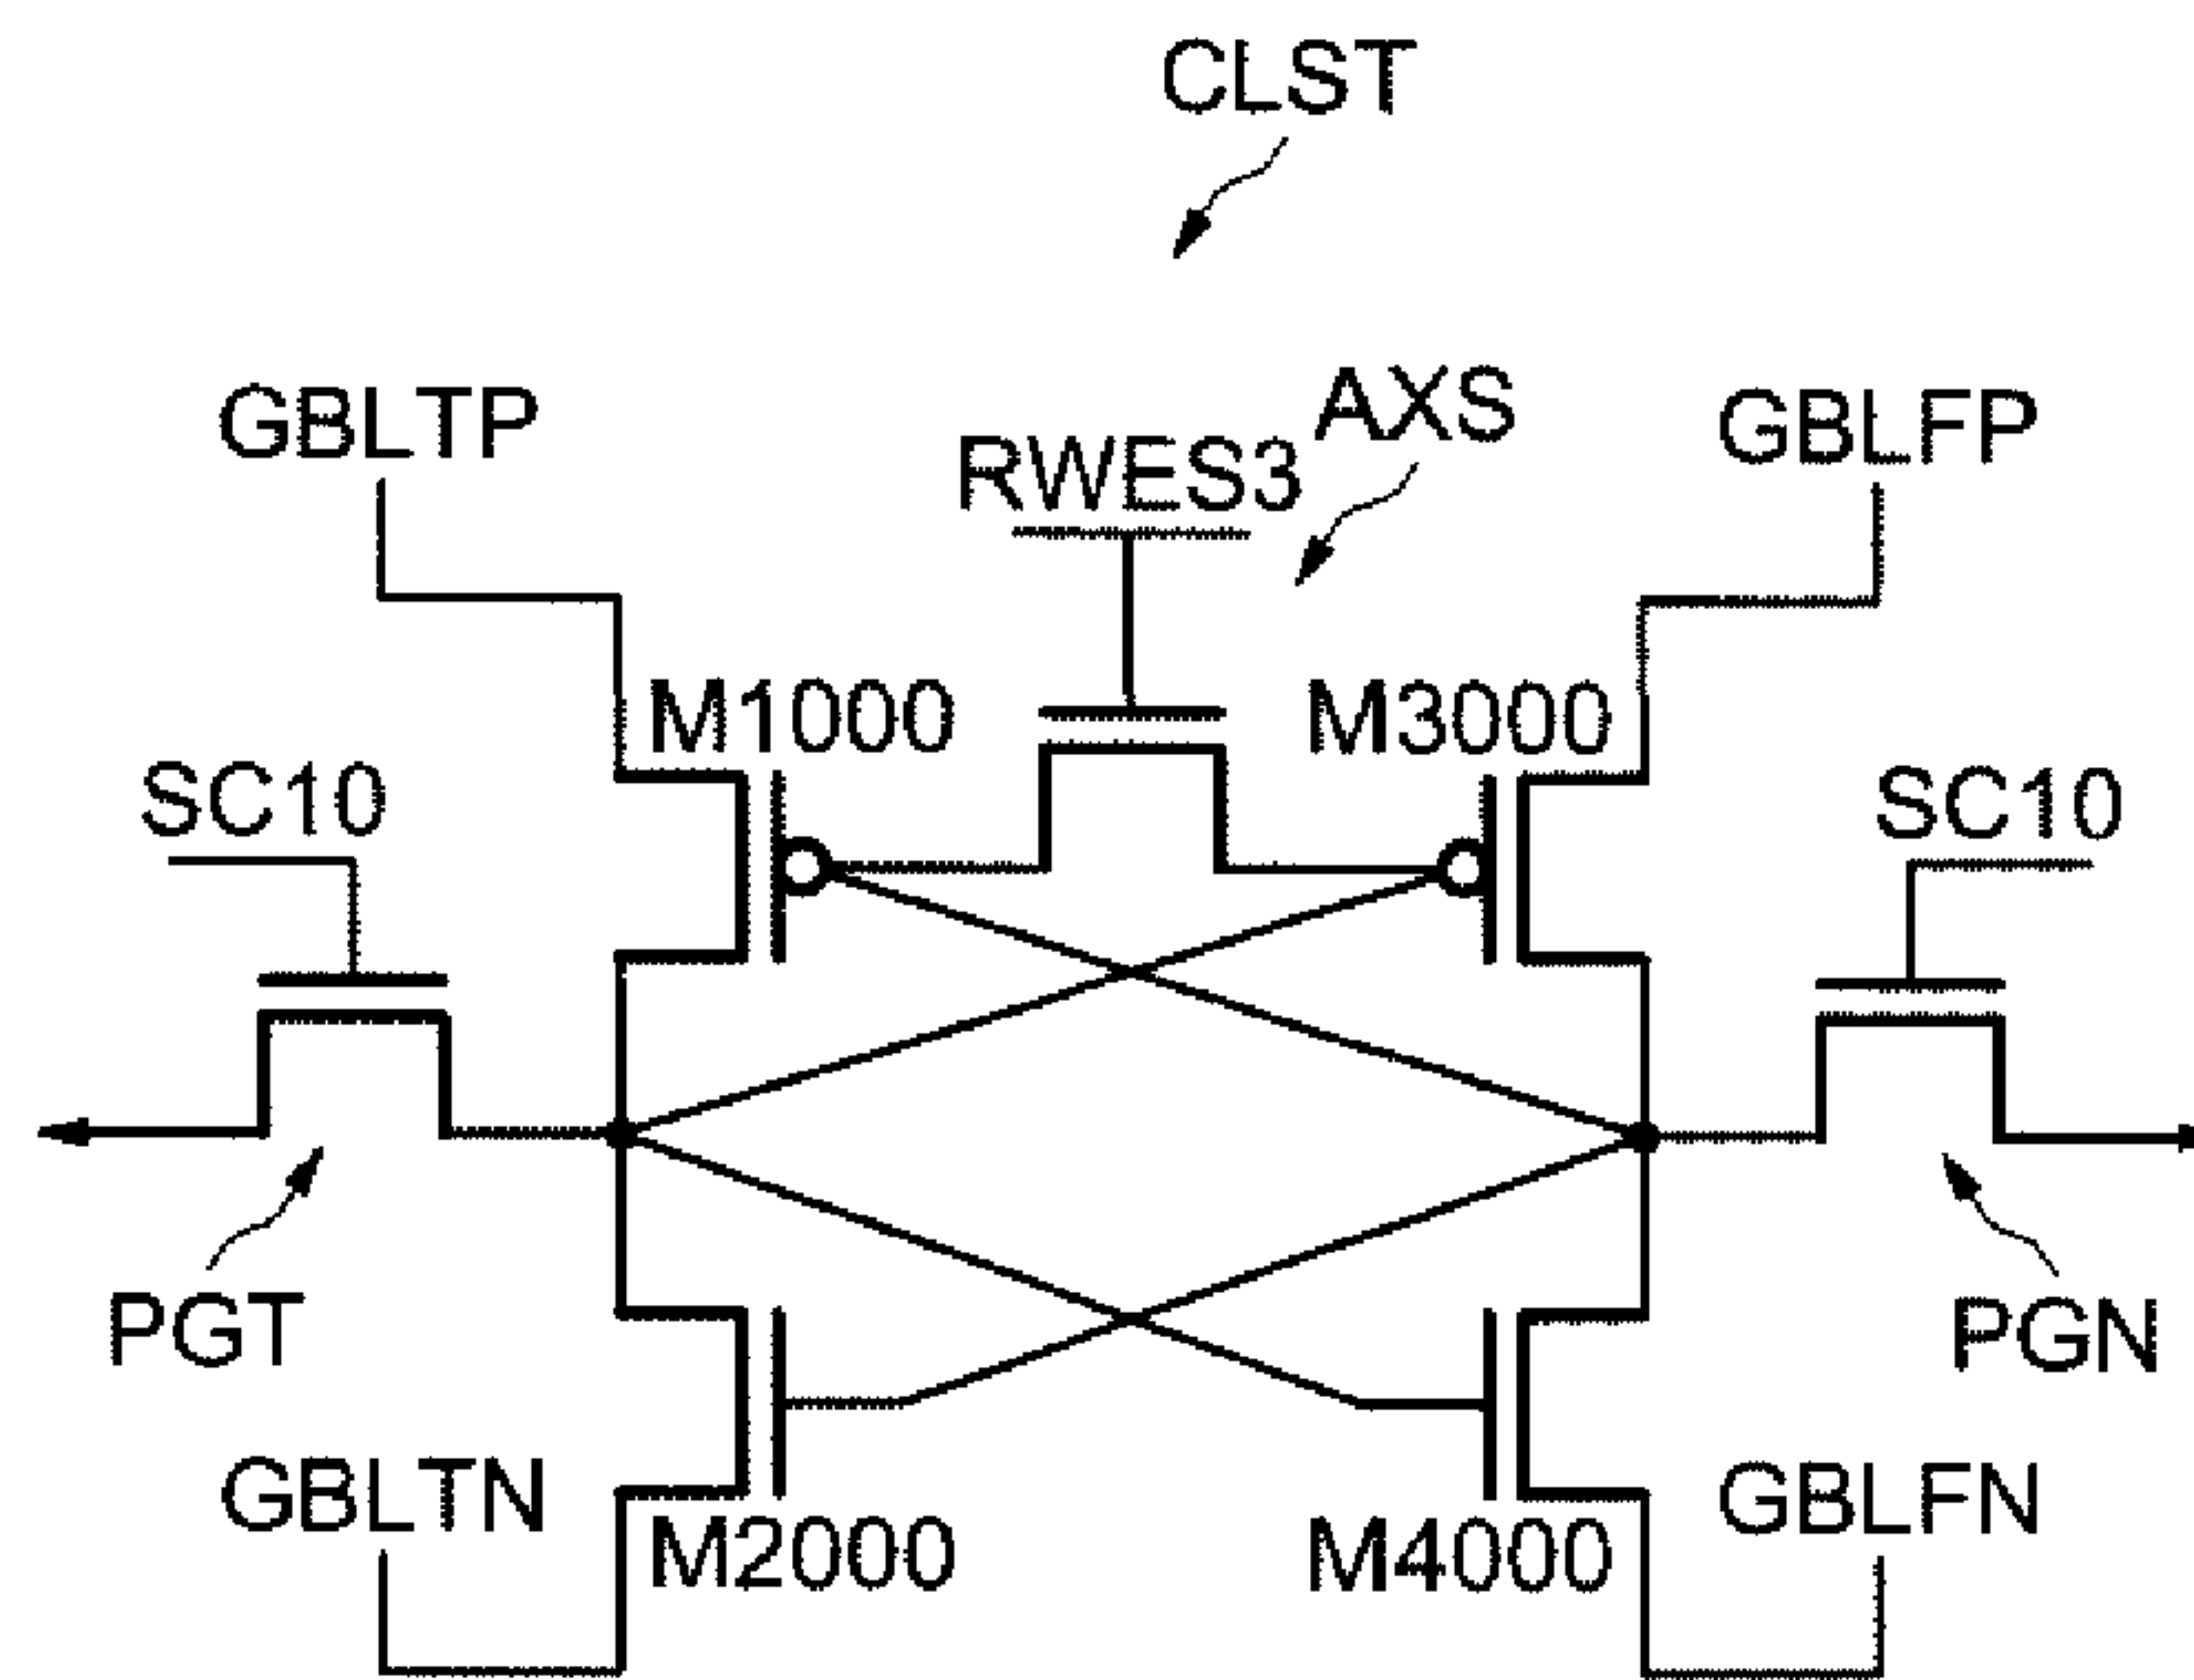 CLST
GBLTP
RWES3
AXS
GBLFP
M1000
M3000
SC10
SC10
PGT
PGN
GBLTN
M2000
M4000
GBLFN